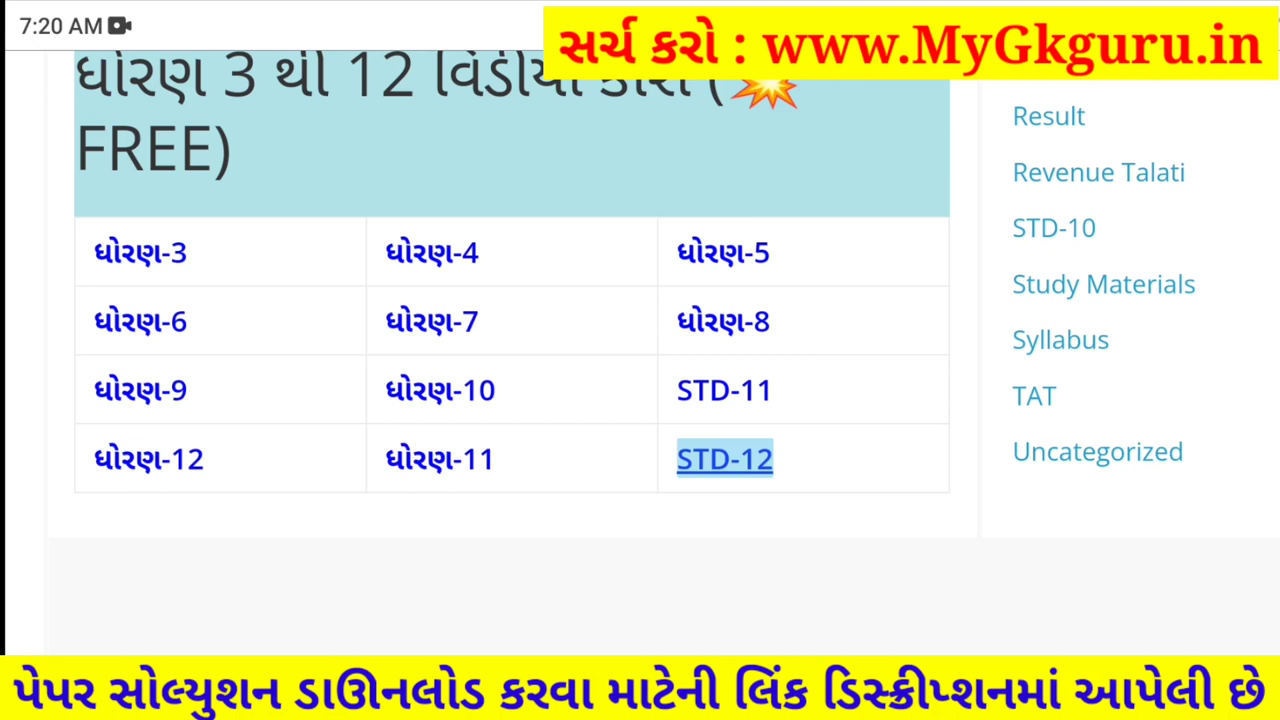 7:20 AM
સર્ચ કરો : www.MyGkguru.in
ધોરણ 3 થી 12
FREE)
ધોરણ-3 ધોરણ-4 ધોરણ-5
ધોરણ-6 ધોરણ-7 ધોરણ-8
ધોરણ-9 ધોરણ-10 STD-11
ધોરણ-12 ધોરણ-11 STD-12
Result
Revenue Talati
STD-10
Study Materials
Syllabus
TAT
Uncategorized
પેપર સોલ્યુશન ડાઊનલોડ કરવા માટેની લિંક ડિસ્ક્રીપ્શનમાં આપેલી છે